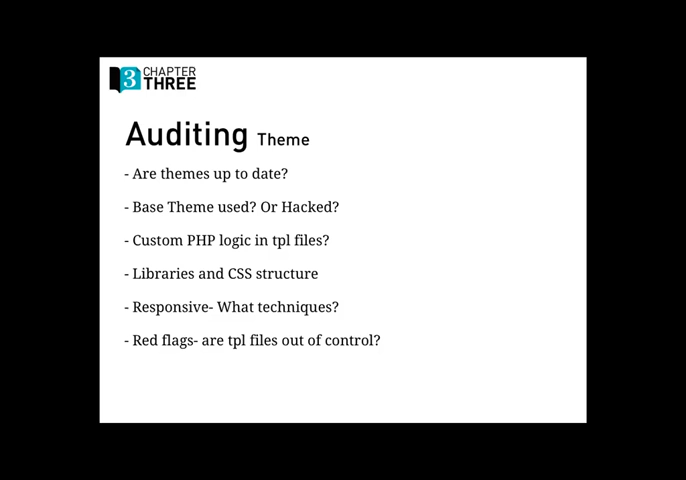 3 CHAPTER
THREE
Auditing Theme
- Are themes up to date?
- Base Theme used? Or Hacked?
- Custom PHP logic in tpl files?
- Libraries and CSS structure
- Responsive- What techniques?
- Red flags- are tpl files out of control?